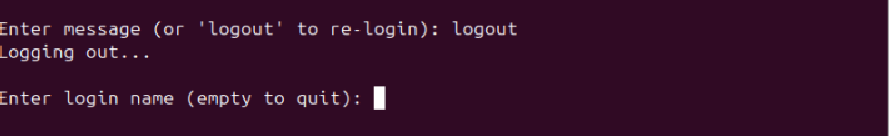 Enter message (or 'logout' to re-login): logout
Logging out...
Enter login name (empty to quit):